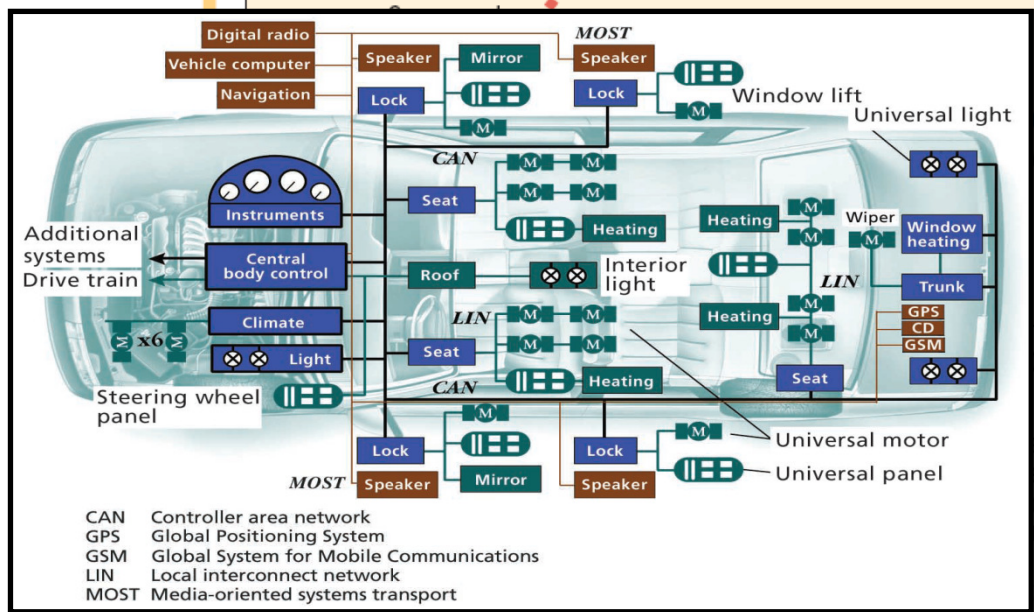 Digital radio
MOST
Vehicle computer
Speaker
Mirror
Speaker
Navigation
Lock
Lock
M
Window lift
M
Universal light
CAN
M
M
Instruments
Seat
M
M
Heating
Heating
M
M
Wiper
M
Window
heating
Additional
systems
Drive train
Central
body control
Roof
Interior
light
LIN
Trunk
GPS
CD
GSM
Climate
LIN
M
M
Heating
M
M
x6
M
Light
Seat
M
M
M
Heating
Seat
CAN
Steering wheel
panel
Lock
M
Lock
M
Universal motor
MOST
Speaker
Mirror
Speaker
Universal panel
CAN Controller area network
GPS Global Positioning System
GSM Global System for Mobile Communications
LIN Local interconnect network
MOST Media-oriented systems transport